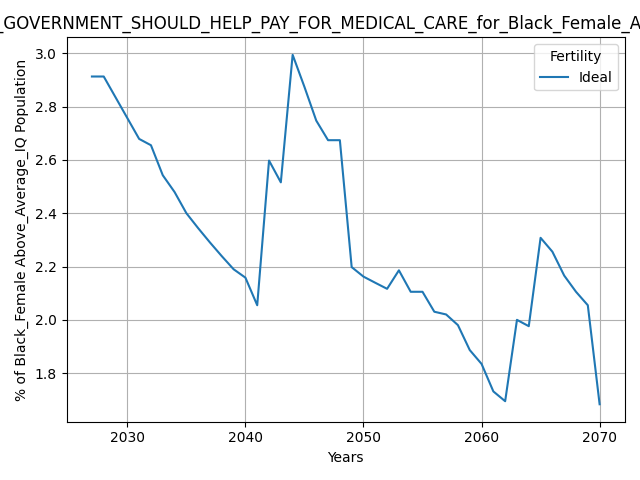 _GOVERNMENT_SHOULD_HELP_PAY_FOR_MEDICAL_CARE_for_Black_Female_A
Fertility
Ideal
% of Black_Female Above_Average_IQ Population
3.0
2.8
2.6
2.4
2.2
2.0
1.8
2030 2040 2050 2060 2070
Years